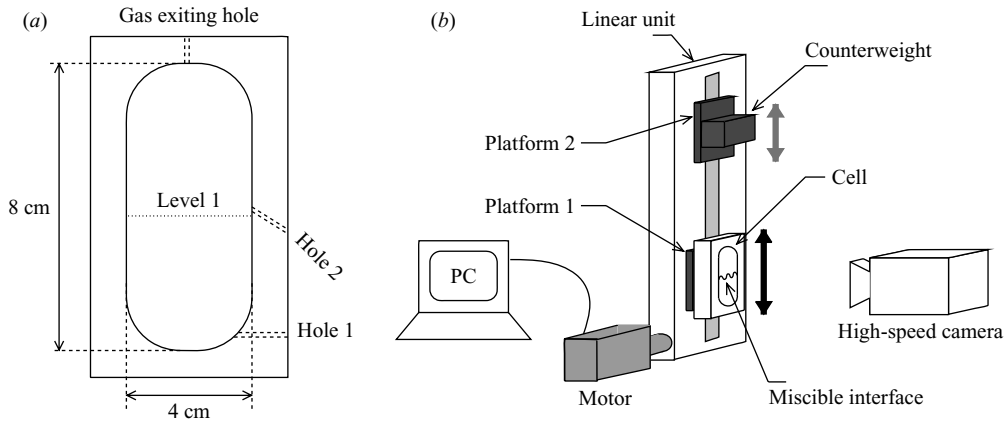 (a)
Gas exiting hole
8 cm
Level 1
Hole 2
Hole 1
4 cm
(b)
Linear unit
Counterweight
Platform 2
Cell
Platform 1
PC
High-speed camera
Motor
Miscible interface